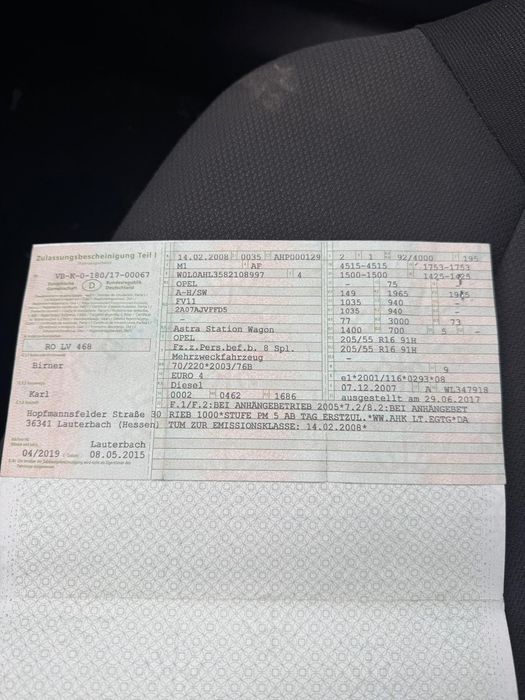 Zulassungsbescheinigung Teil I
VB-K-0-180/17-00067
Europäische Gemeinschaft D Bundesrepublik Deutschland
RO LV 468
Birner
Karl
Hopfmannsfelder Straße 30
36341 Lauterbach (Hessen)
Lauterbach
04/2019 08.05.2015
14.02.2008 0035 AHP000129
M1 AF
W0L0AHL3582108997 4
OPEL
A-H/SW
FV11
2A07AJVFFD5
-
Astra Station Wagon
OPEL
Fz.z.Pers.bef.b. 8 Spl.
Mehrzweckfahrzeug
70/220*2003/76B
EURO 4
Diesel
0002 0462 1686
2 1 92/4000 195
4515-4515 1753-1753
1500-1500 1425-1425
- 75
149 1965
1035 940 -
1035 940 -
77 3000 73
1400 700 5 -
205/55 R16 91H
205/55 R16 91H
-
- 9
e1*2001/116*0293*08
07.12.2007 A WL347918
ausgestellt am 29.06.2017
F.1/F.2:BEI ANHÄNGEBETRIEB 2005*7.2/8.2:BEI ANHÄNGEBET
RIEB 1000*STUFE PM 5 AB TAG ERSTZUL.*WW.AHK LT.EGTG*DA
TUM ZUR EMISSIONSKLASSE: 14.02.2008*